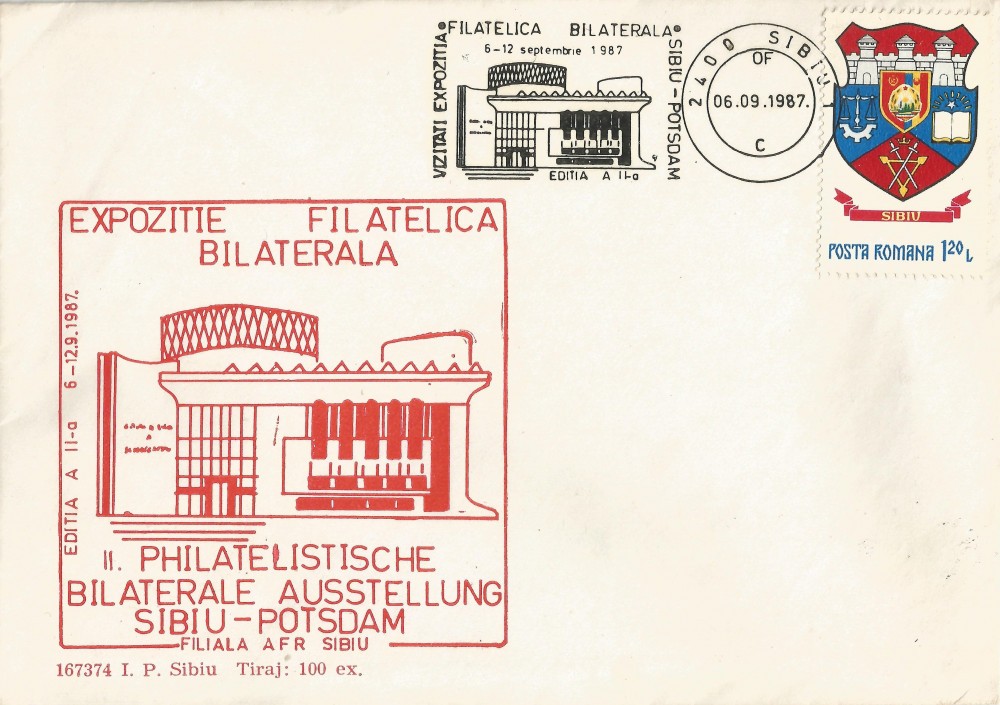 VIZITATI EXPOZITIA • FILATELICA BILATERALA • SIBIU - POTSDAM
6-12 septembrie 1987
EDITIA A II-a
2400 SIBIU 1
OF
06.09.1987.
C
SIBIU
POSTA ROMANA 1.20 L
EXPOZITIE FILATELICA
BILATERALA
EDITIA A II-a 6-12.9.1987.
II. PHILATELISTISCHE
BILATERALE AUSSTELLUNG
SIBIU-POTSDAM
FILIALA AFR SIBIU
167374 I. P. Sibiu Tiraj: 100 ex.